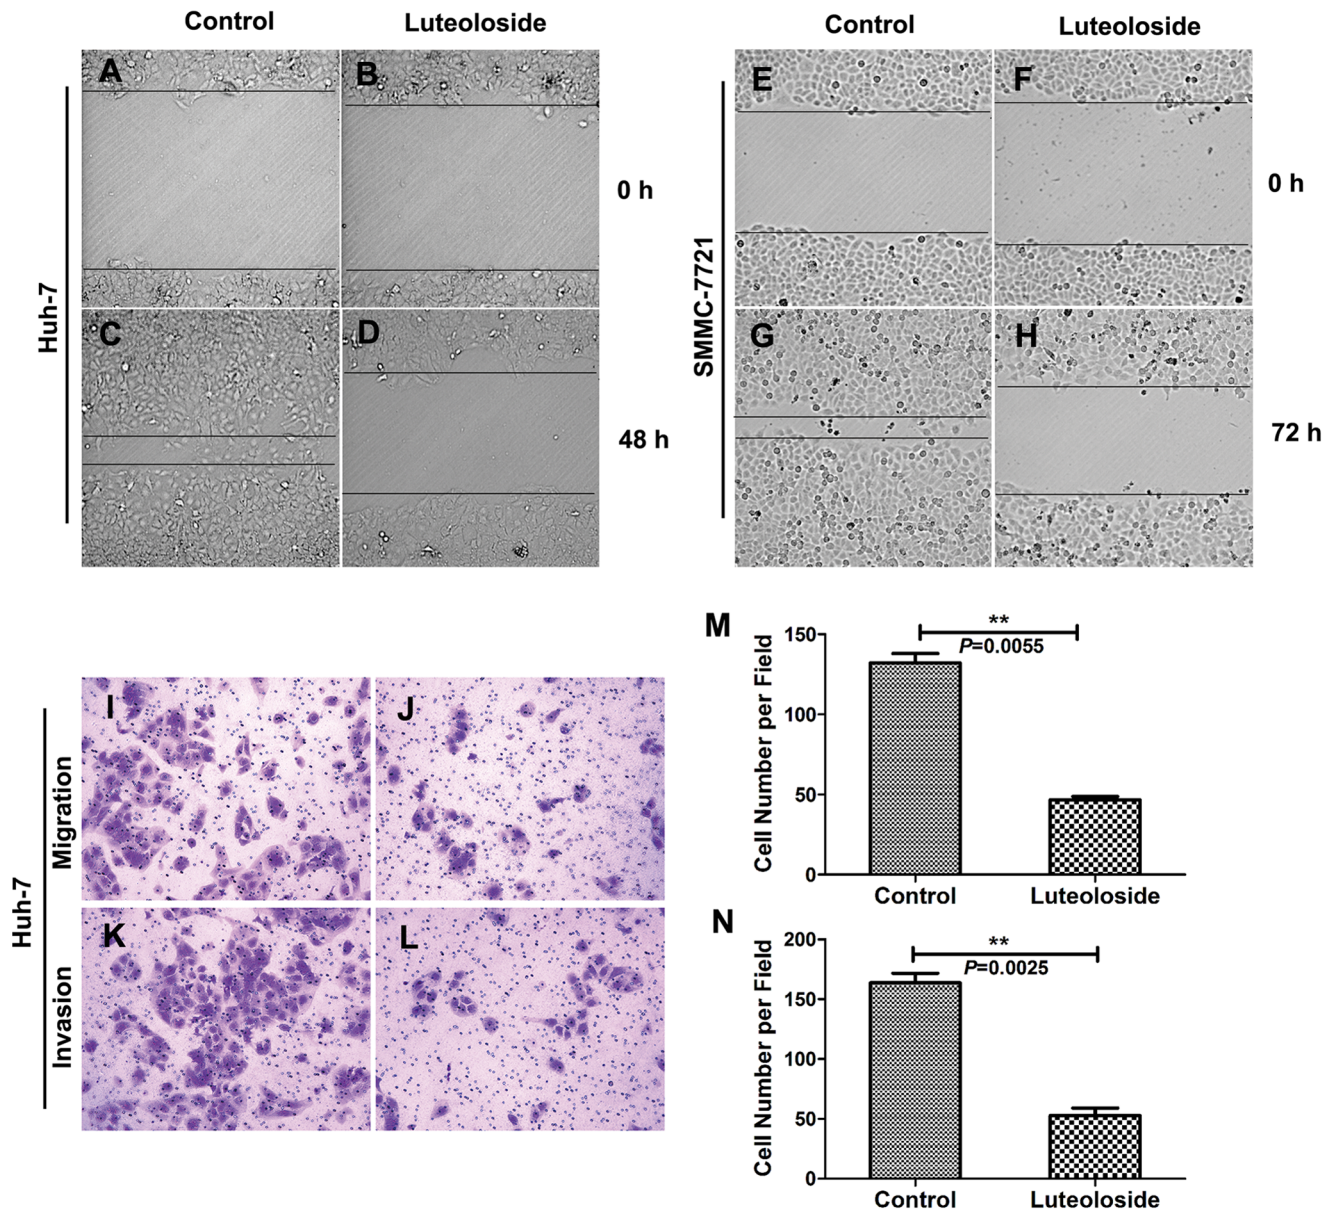 Control
Luteoloside
Control
Luteoloside
A
B
E
F
0 h
0 h
Huh-7
SMMC-7721
C
D
G
H
48 h
72 h
M
**
P=0.0055
150
100
50
0
Cell Number per Field
Control
Luteoloside
I
J
Migration
Huh-7
K
L
Invasion
N
**
P=0.0025
200
150
100
50
0
Cell Number per Field
Control
Luteoloside